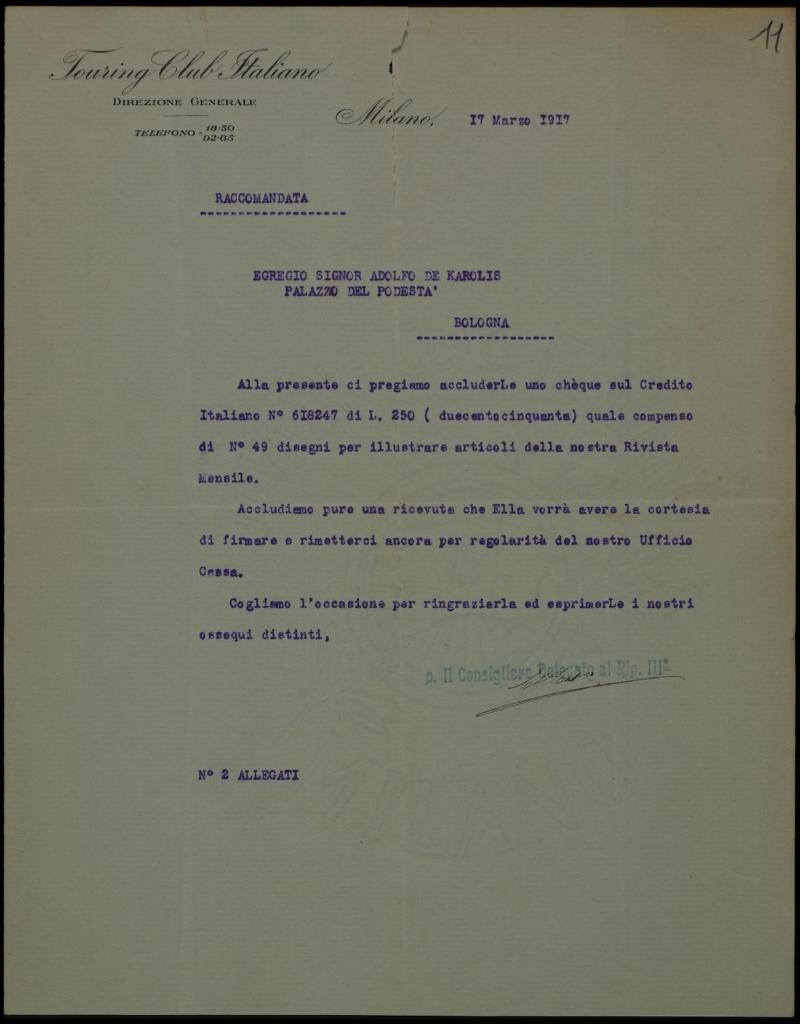 11
Touring Club Italiano
DIREZIONE GENERALE
TELEFONO - 18-50
92-85
Milano, 17 Marzo 1917
RACCOMANDATA
EGREGIO SIGNOR ADOLFO DE KAROLIS
PALAZZO DEL PODESTA'
BOLOGNA
Alla presente ci pregiamo accluderLe uno chèque sul Credito
Italiano N° 618247 di L. 250 ( duecentocinquanta) quale compenso
di N° 49 disegni per illustrare articoli della nostra Rivista
Mensile.
Accludiamo pure una ricevuta che Ella vorrà avere la cortesia
di firmare e rimetterci ancora per regolarità del nostro Ufficio
Cassa.
Cogliamo l'occasione per ringraziarla ed esprimerLe i nostri
ossequi distinti,
p. Il Consigliere Delegato al Rip. IIIº
N° 2 ALLEGATI